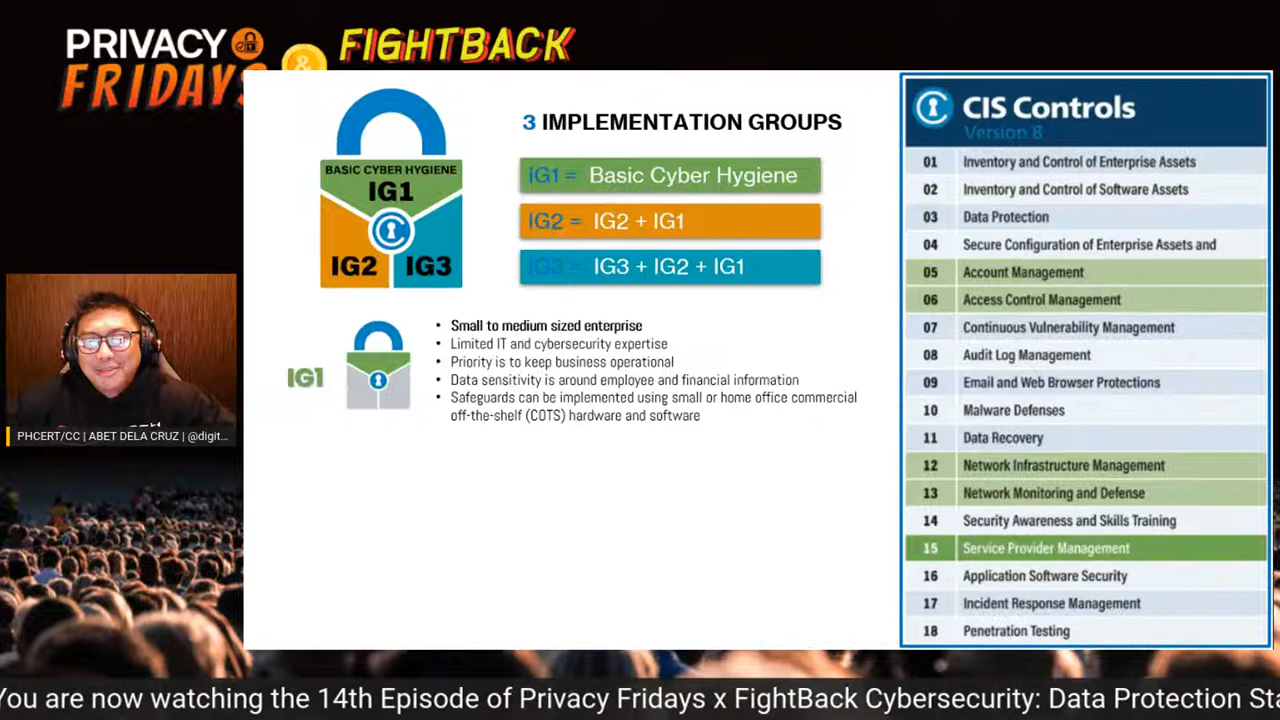 PRIVACY
FRIDAYS
&
FIGHTBACK
BASIC CYBER HYGIENE
IG1
IG2
IG3
3 IMPLEMENTATION GROUPS
IG1 = Basic Cyber Hygiene
IG2 = IG2 + IG1
IG3 = IG3 + IG2 + IG1
IG1
• Small to medium sized enterprise
• Limited IT and cybersecurity expertise
• Priority is to keep business operational
• Data sensitivity is around employee and financial information
• Safeguards can be implemented using small or home office commercial
off-the-shelf (COTS) hardware and software
CIS Controls
Version 8
01 Inventory and Control of Enterprise Assets
02 Inventory and Control of Software Assets
03 Data Protection
04 Secure Configuration of Enterprise Assets and
05 Account Management
06 Access Control Management
07 Continuous Vulnerability Management
08 Audit Log Management
09 Email and Web Browser Protections
10 Malware Defenses
11 Data Recovery
12 Network Infrastructure Management
13 Network Monitoring and Defense
14 Security Awareness and Skills Training
15 Service Provider Management
16 Application Software Security
17 Incident Response Management
18 Penetration Testing
PHCERT/CC | ABET DELA CRUZ | @digit...
You are now watching the 14th Episode of Privacy Fridays x FightBack Cybersecurity: Data Protection Sta